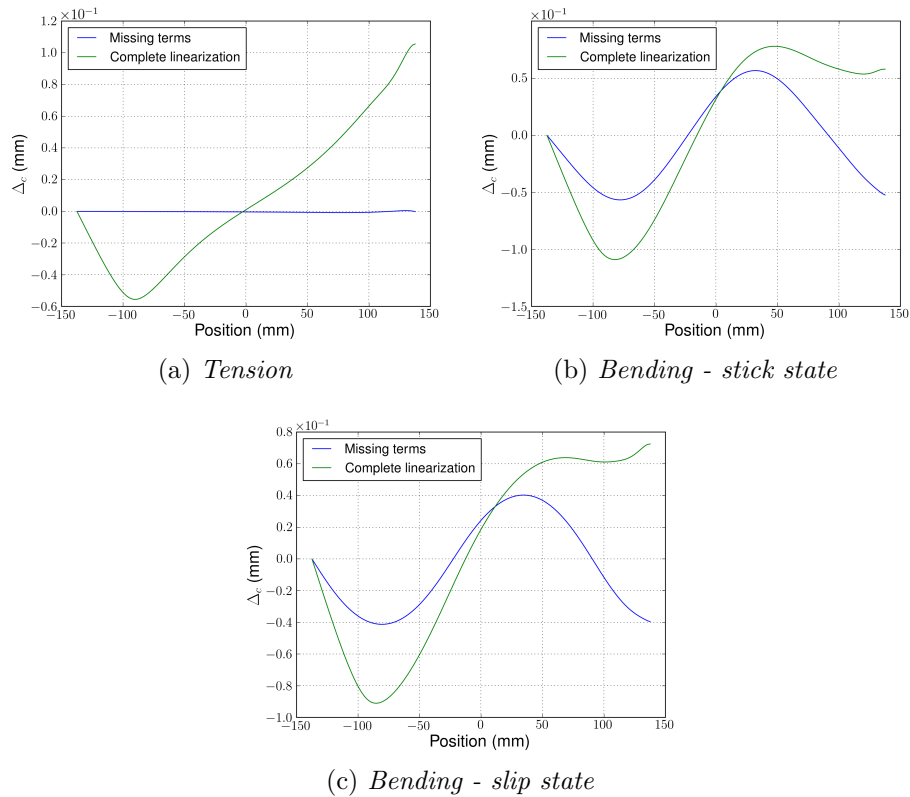 ×10⁻¹
1.2
1.0
0.8
0.6
0.4
0.2
0.0
−0.2
−0.4
−0.6
Δ_c (mm)
Missing terms
Complete linearization
−150 −100 −50 0 50 100 150
Position (mm)
(a) Tension
×10⁻¹
0.5
0.0
−0.5
−1.0
−1.5
Δ_c (mm)
Missing terms
Complete linearization
−150 −100 −50 0 50 100 150
Position (mm)
(b) Bending - stick state
×10⁻¹
0.8
0.6
0.4
0.2
0.0
−0.2
−0.4
−0.6
−0.8
−1.0
Δ_c (mm)
Missing terms
Complete linearization
−150 −100 −50 0 50 100 150
Position (mm)
(c) Bending - slip state